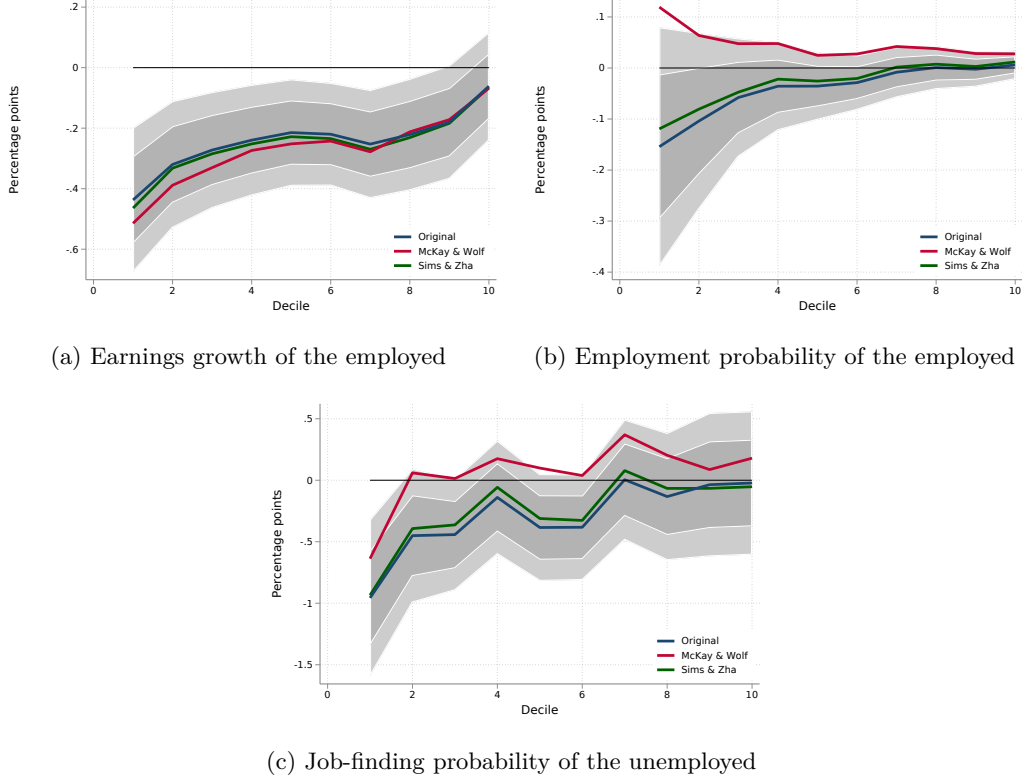 .2
0
-.2
-.4
-.6
Percentage points
Original
McKay & Wolf
Sims & Zha
0 2 4 6 8 10
Decile
(a) Earnings growth of the employed
.1
0
-.1
-.2
-.3
-.4
Percentage points
Original
McKay & Wolf
Sims & Zha
0 2 4 6 8 10
Decile
(b) Employment probability of the employed
.5
0
-.5
-1
-1.5
Percentage points
Original
McKay & Wolf
Sims & Zha
0 2 4 6 8 10
Decile
(c) Job-finding probability of the unemployed